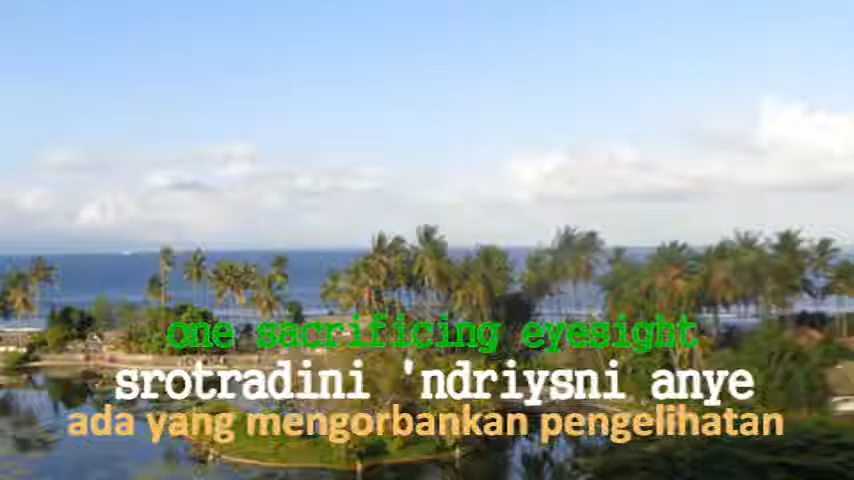 one sacrificing eyesight
srotradini 'ndriysni anye
ada yang mengorbankan pengelihatan